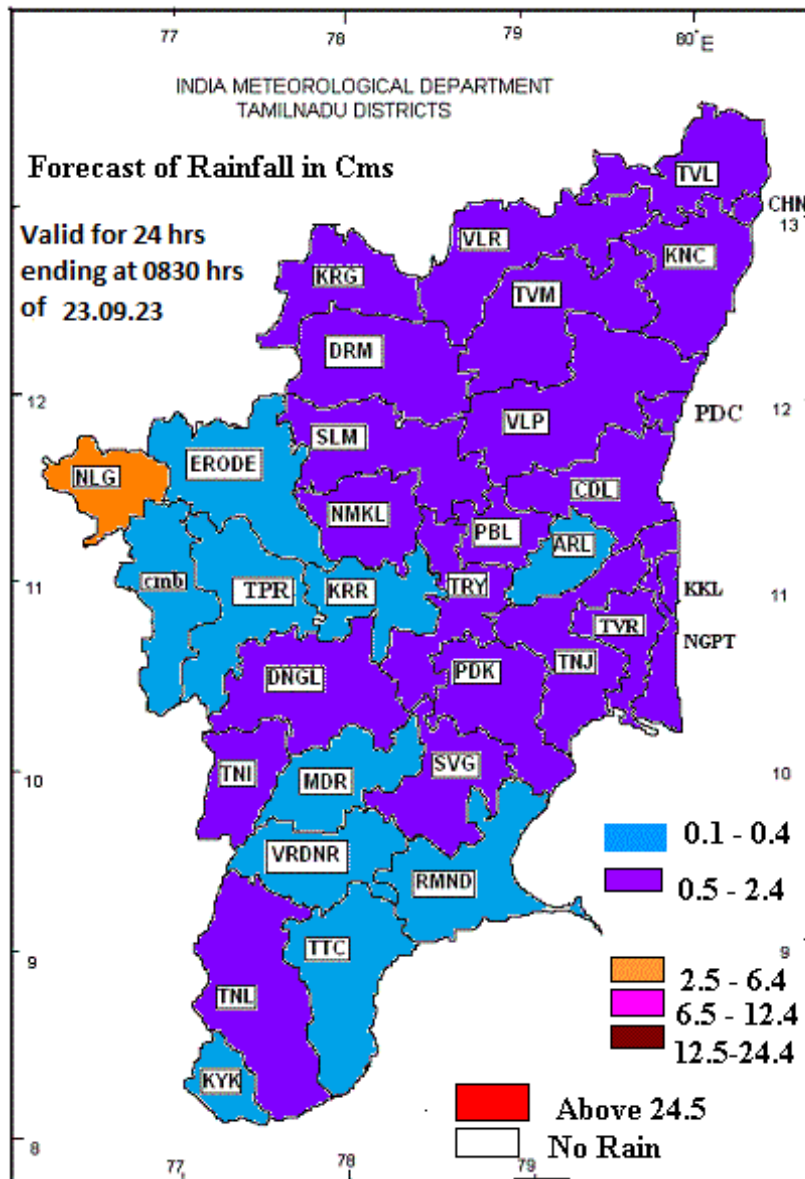 77 78 79 80°E
INDIA METEOROLOGICAL DEPARTMENT
TAMILNADU DISTRICTS
Forecast of Rainfall in Cms
TVL
CHN
13
Valid for 24 hrs
ending at 0830 hrs
of 23.09.23
VLR
KNC
KRG
TVM
DRM
12
12
PDC
SLM
VLP
ERODE
NLG
CDL
NMKL
PBL
ARL
11
cmb
TPR
KRR
TRY
KKL
11
TVR
NGPT
DNGL
PDK
TNJ
10
TNI
MDR
SVG
10
0.1 - 0.4
VRDNR
RMND
0.5 - 2.4
9
TTC
9
TNL
2.5 - 6.4
6.5 - 12.4
12.5-24.4
KYK
Above 24.5
8
No Rain
77 78 79